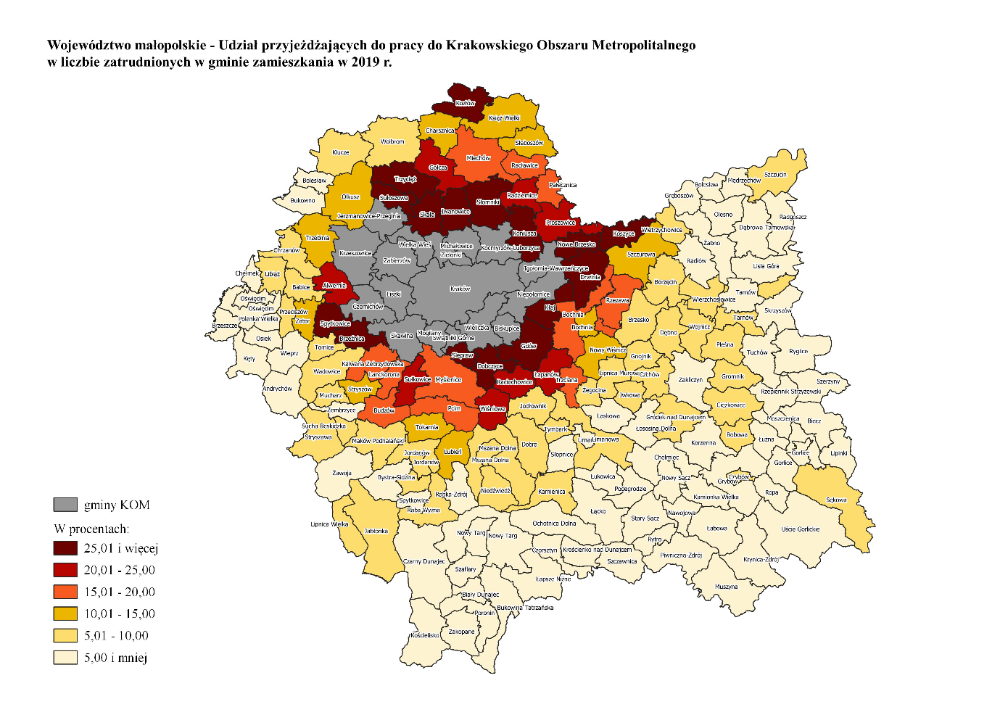 Województwo małopolskie - Udział przyjeżdżających do pracy do Krakowskiego Obszaru Metropolitalnego
w liczbie zatrudnionych w gminie zamieszkania w 2019 r.
Kozłów
Książ Wielki
Charsznica
Słaboszów
Wolbrom
Klucze
Miechów
Racławice
Gołcza
Szczucin
Bolesław
Trzyciąż
Mędrzechów
Bolesław
Pałecznica
Radziemice
Gręboszów
Olkusz
Sułoszowa
Bukowno
Słomniki
Skała
Iwanowice
Olesno
Radgoszcz
Jerzmanowice-Przeginia
Proszowice
Dąbrowa Tarnowska
Wietrzychowice
Koniusza
Koszyce
Trzebinia
Żabno
Wielka Wieś
Michałowice
Kocmyrzów-Luborzyca
Nowe Brzesko
Chrzanów
Krzeszowice
Zielonki
Szczurowa
Zabierzów
Radłów
Lisia Góra
Igołomia-Wawrzeńczyce
Chełmek
Libiąż
Drwinia
Borzęcin
Babice
Alwernia
Kraków
Tarnów
Liszki
Niepołomice
Oświęcim
Wierzchosławice
Rzezawa
Oświęcim
Czernichów
Kłaj
Skrzyszów
Przeciszów
Bochnia
Polanka Wielka
Zator
Brzesko
Tarnów
Brzeszcze
Spytkowice
Wieliczka
Biskupice
Bochnia
Wojnicz
Mogilany
Dębno
Skawina
Świątniki Górne
Osiek
Brzeźnica
Pleśna
Tomice
Gdów
Nowy Wiśnicz
Tuchów
Ryglice
Wieprz
Siepraw
Gnojnik
Kęty
Kalwaria Zebrzydowska
Dobczyce
Wadowice
Lanckorona
Łapanów
Lipnica Murowana
Czchów
Gromnik
Sułkowice
Myślenice
Raciechowice
Trzciana
Zakliczyn
Szerzyny
Andrychów
Stryszów
Żegocina
Rzepiennik Strzyżewski
Mucharz
Iwkowa
Zembrzyce
Budzów
Pcim
Wiśniowa
Jodłownik
Ciężkowice
Laskowa
Gródek nad Dunajcem
Moszczenica
Biecz
Sucha Beskidzka
Tokarnia
Tymbark
Łososina Dolna
Stryszawa
Maków Podhalański
Dobra
Limanowa
Bobowa
Łużna
Korzenna
Jordanów
Lubień
Mszana Dolna
Słopnice
Gorlice
Lipinki
Jordanów
Mszana Dolna
Chełmiec
Gorlice
Zawoja
Bystra-Sidzina
Łukowica
Nowy Sącz
Grybów
Grybów
Podegrodzie
Rabka-Zdrój
Niedźwiedź
Kamienica
Ropa
Kamionka Wielka
Sękowa
Spytkowice
Raba Wyżna
Łącko
Nawojowa
Stary Sącz
Lipnica Wielka
Ochotnica Dolna
Łabowa
Uście Gorlickie
Jabłonka
Nowy Targ
Nowy Targ
Rytro
Czorsztyn
Krościenko nad Dunajcem
Piwniczna-Zdrój
Czarny Dunajec
Szczawnica
Krynica-Zdrój
Szaflary
Łapsze Niżne
Muszyna
Biały Dunajec
Bukowina Tatrzańska
Poronin
Zakopane
Kościelisko
gminy KOM
W procentach:
25,01 i więcej
20,01 - 25,00
15,01 - 20,00
10,01 - 15,00
5,01 - 10,00
5,00 i mniej